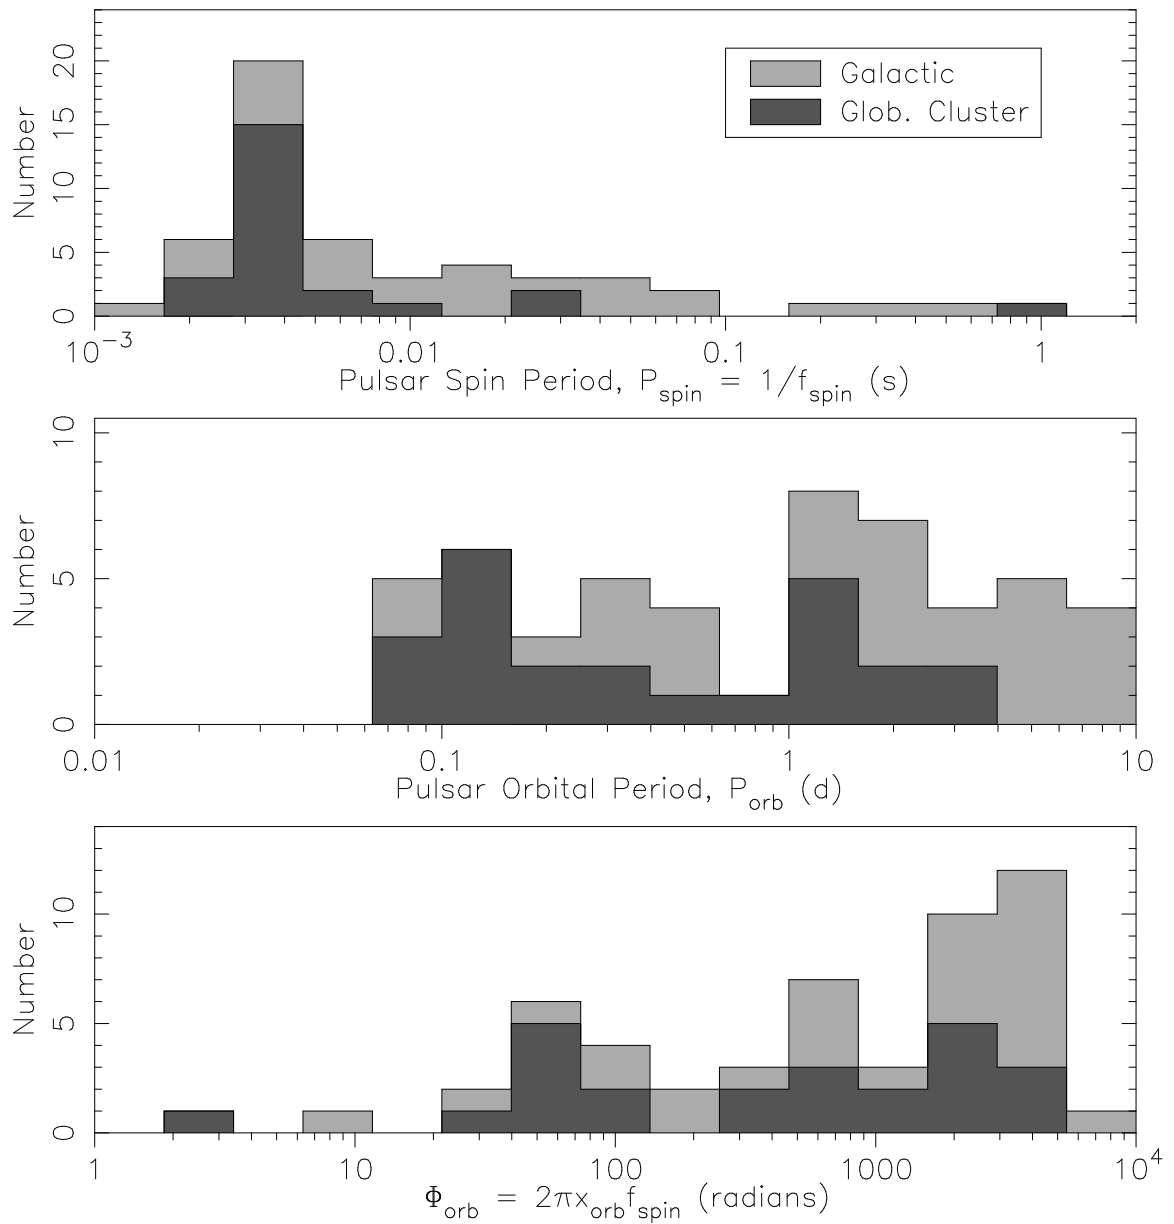 Number
20
15
10
5
0
Galactic
Glob. Cluster
10⁻³ 0.01 0.1 1
Pulsar Spin Period, P_spin = 1/f_spin (s)
Number
10
5
0
0.01 0.1 1 10
Pulsar Orbital Period, P_orb (d)
Number
10
5
0
1 10 100 1000 10⁴
Φ_orb = 2πx_orb f_spin (radians)